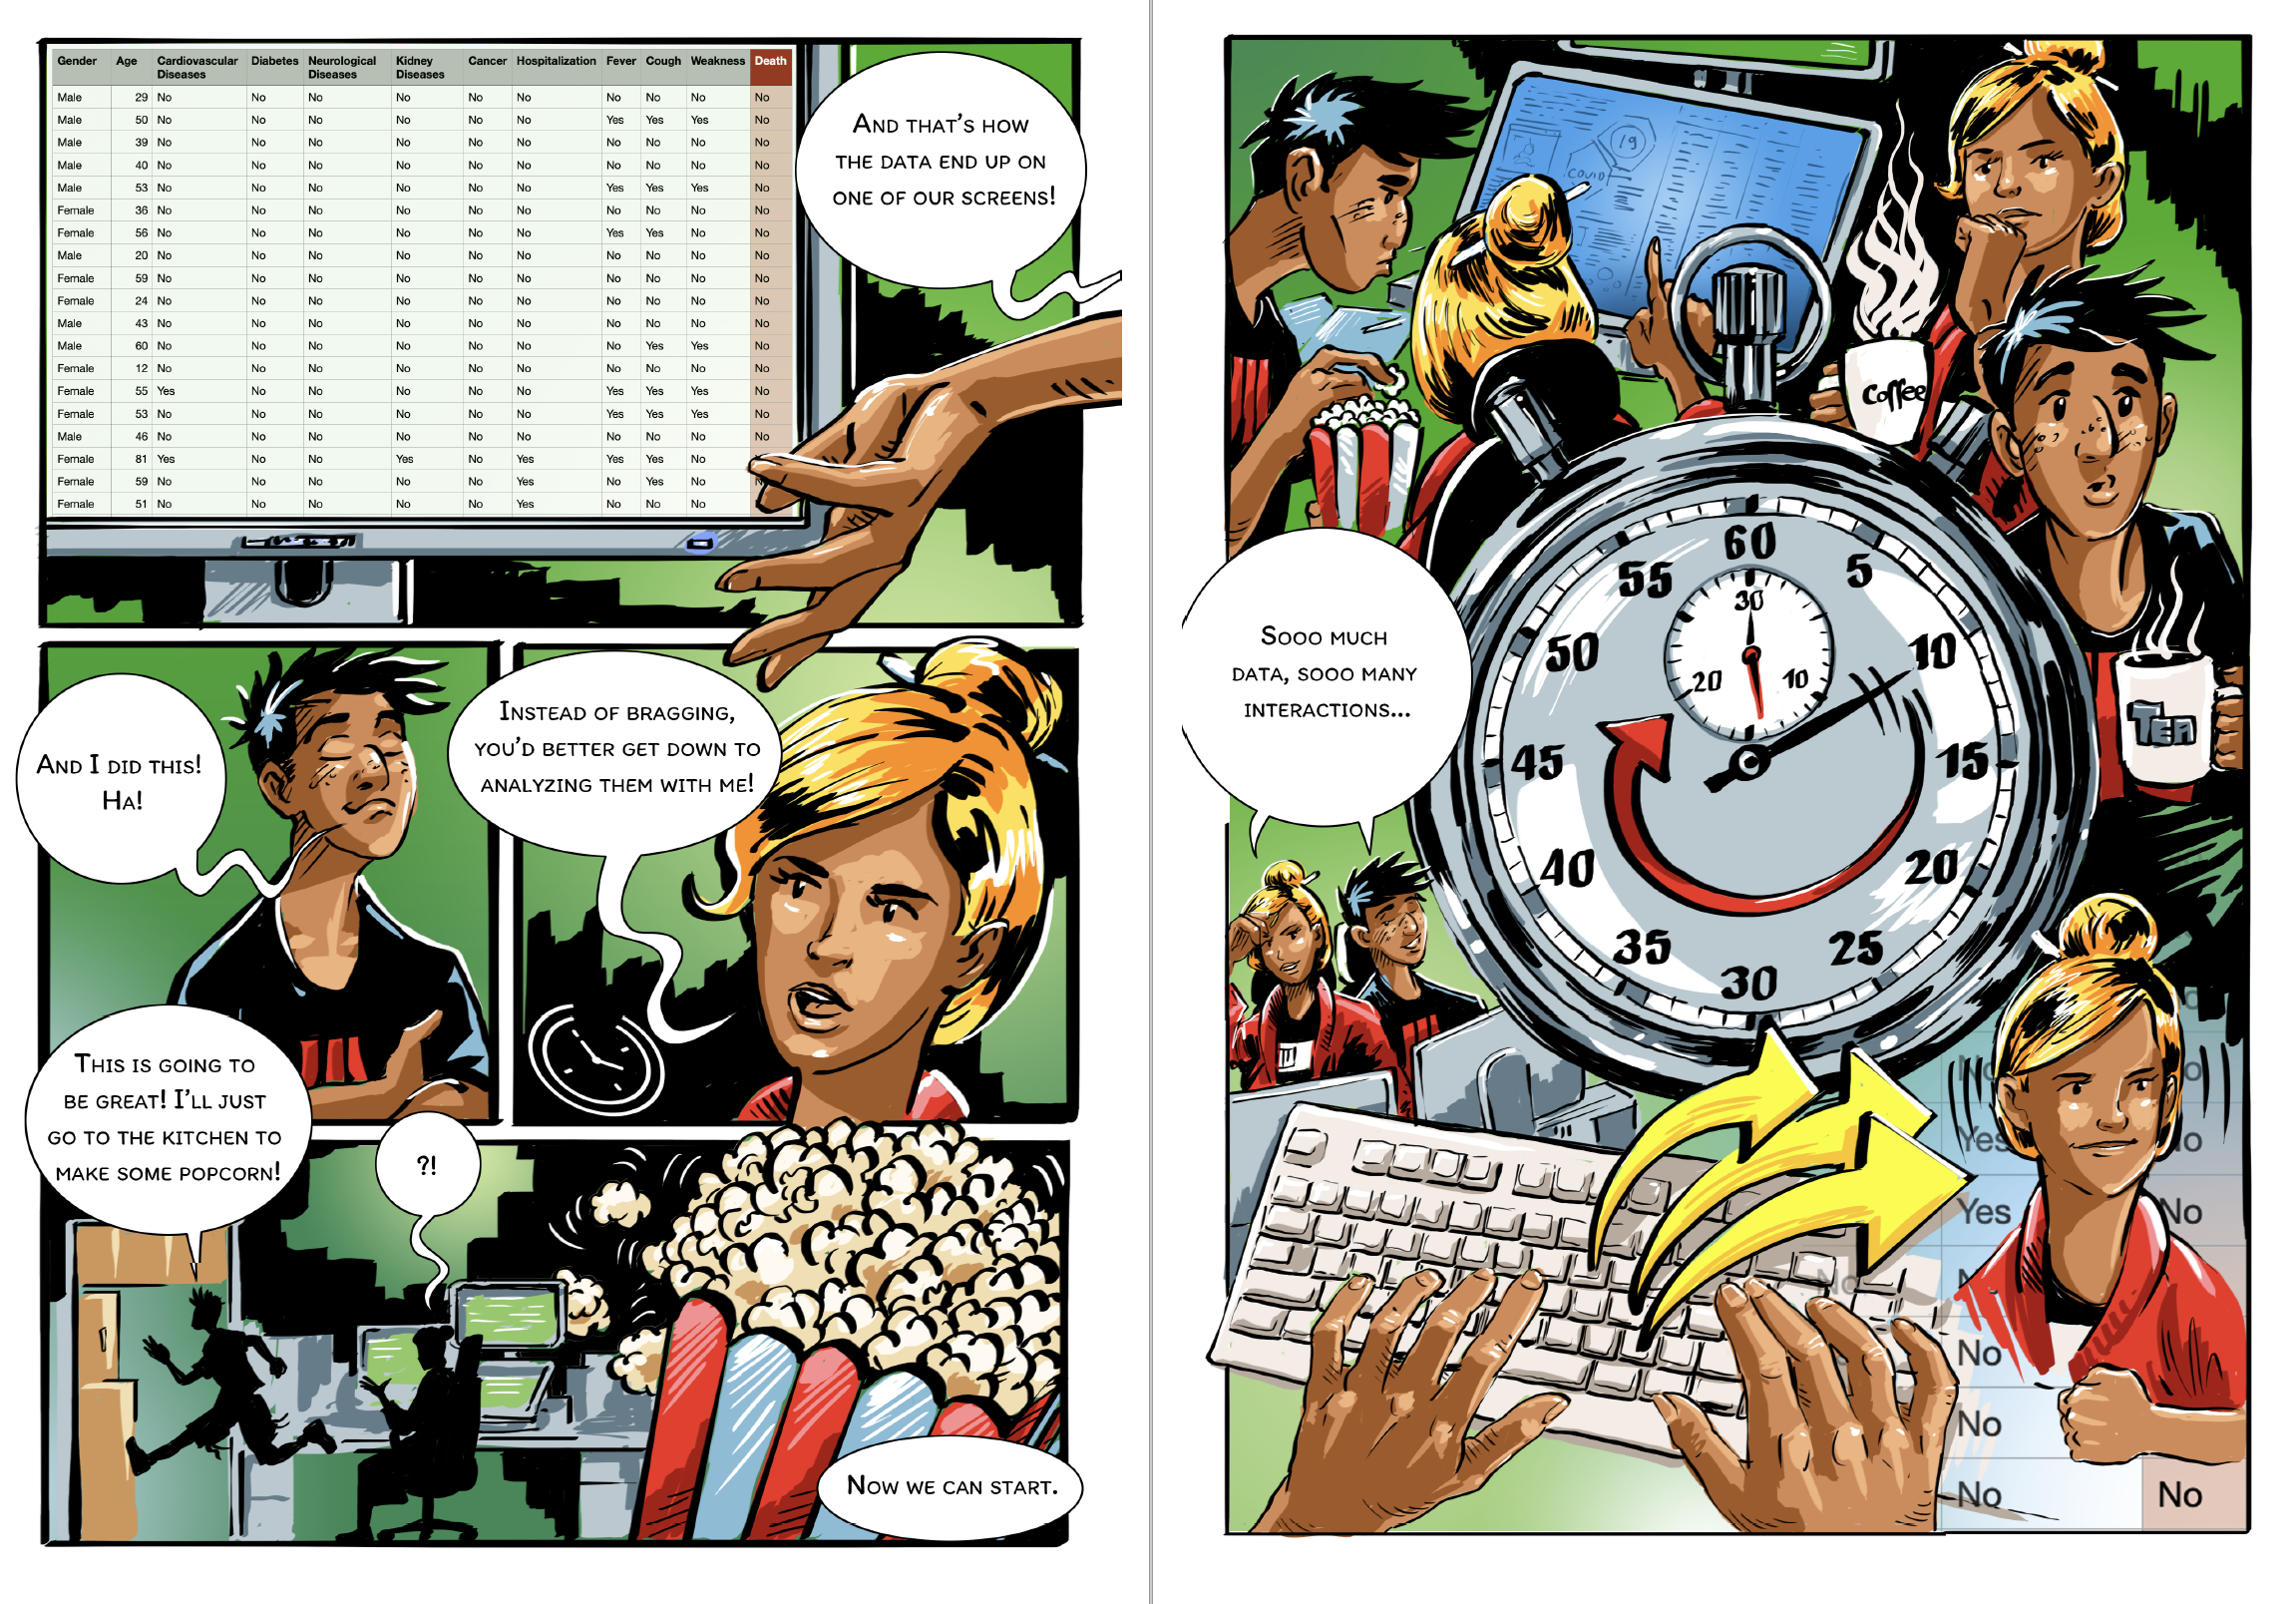 Gender Age Cardiovascular Diseases Diabetes Neurological Diseases Kidney Diseases Cancer Hospitalization Fever Cough Weakness Death
Male 29 No No No No No No No No No No
Male 50 No No No No No No Yes Yes Yes No
Male 39 No No No No No No No No No No
Male 40 No No No No No No No No No No
Male 53 No No No No No No Yes Yes Yes No
Female 36 No No No No No No No No No No
Female 56 No No No No No No Yes Yes No No
Male 20 No No No No No No No No No No
Female 59 No No No No No No No No No No
Female 24 No No No No No No No No No No
Male 43 No No No No No No No No No No
Male 60 No No No No No No No Yes Yes No
Female 12 No No No No No No No No No No
Female 55 Yes No No No No No Yes Yes Yes No
Female 53 No No No No No No Yes Yes Yes No
Male 46 No No No No No No No No No No
Female 81 Yes No No Yes No Yes Yes Yes No
Female 59 No No No No No Yes No Yes No
Female 51 No No No No No Yes No No No
And that's how
the data end up on
one of our screens!
And I did this!
Ha!
Instead of bragging,
you'd better get down to
analyzing them with me!
This is going to
be great! I'll just
go to the kitchen to
make some popcorn!
?!
Now we can start.
19
COVID
Coffee
Tea
Sooo much
data, sooo many
interactions...
60
55 5
50 10
45 15
40 20
35 25
30
30
20 10
No
Yes No
Yes No
No
No
No
No No